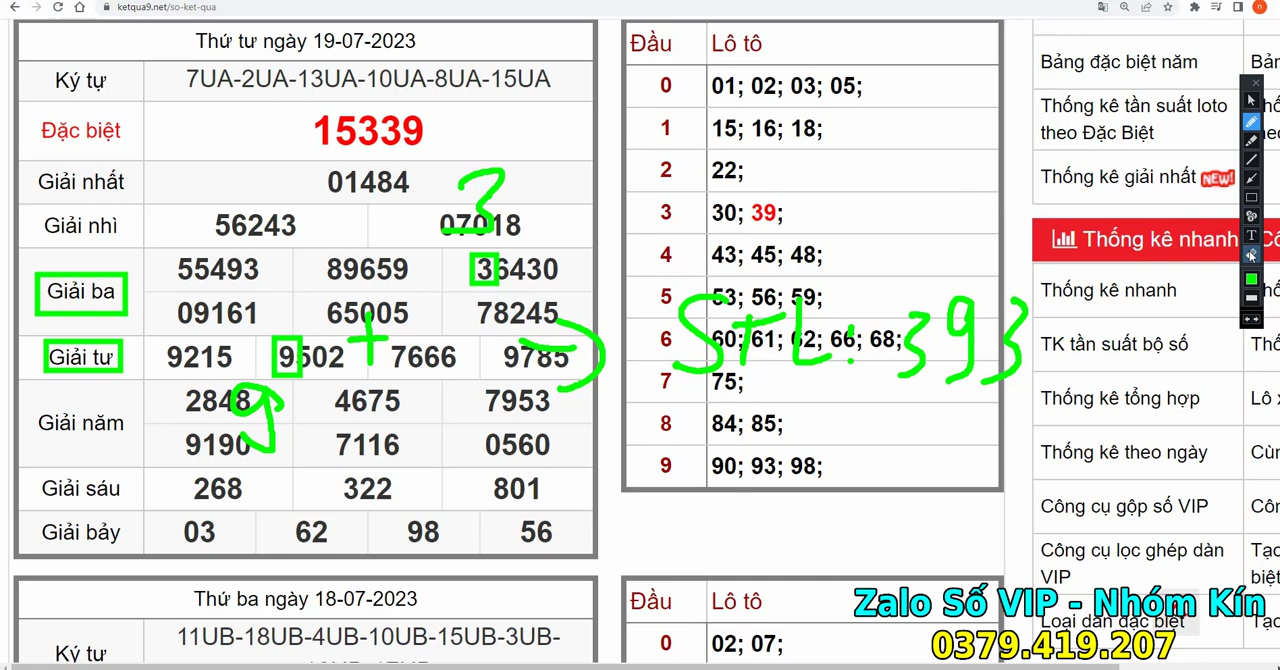 ketqua9.net/so-ket-qua
n
Thứ tư ngày 19-07-2023
Ký tự 7UA-2UA-13UA-10UA-8UA-15UA
Đặc biệt 15339
Giải nhất 01484
3
Giải nhì 56243 07018
Giải ba 55493 89659 36430
09161 65005 78245
+
Giải tư 9215 9502 7666 9785
9
Giải năm 2848 4675 7953
9190 7116 0560
Giải sáu 268 322 801
Giải bảy 03 62 98 56
Thứ ba ngày 18-07-2023
Ký tự 11UB-18UB-4UB-10UB-15UB-3UB-
Đầu Lô tô
0 01; 02; 03; 05;
1 15; 16; 18;
2 22;
3 30; 39;
4 43; 45; 48;
5 53; 56; 59;
6 60; 61; 62; 66; 68;
STL: 393
7 75;
8 84; 85;
9 90; 93; 98;
Đầu Lô tô
0 02; 07;
Bảng đặc biệt năm
Bản
Thống kê tần suất loto
theo Đặc Biệt
Thống kê giải nhất NEW!
Thống kê nhanh
Thống kê nhanh
TK tần suất bộ số
Thống kê tổng hợp
Lô x
Thống kê theo ngày
Cùn
Công cụ gộp số VIP
Côn
Công cụ lọc ghép dàn
VIP
Tạo
biệt
Loại dàn đặc biệt
Tạo
Zalo Số VIP - Nhóm Kín
0379.419.207